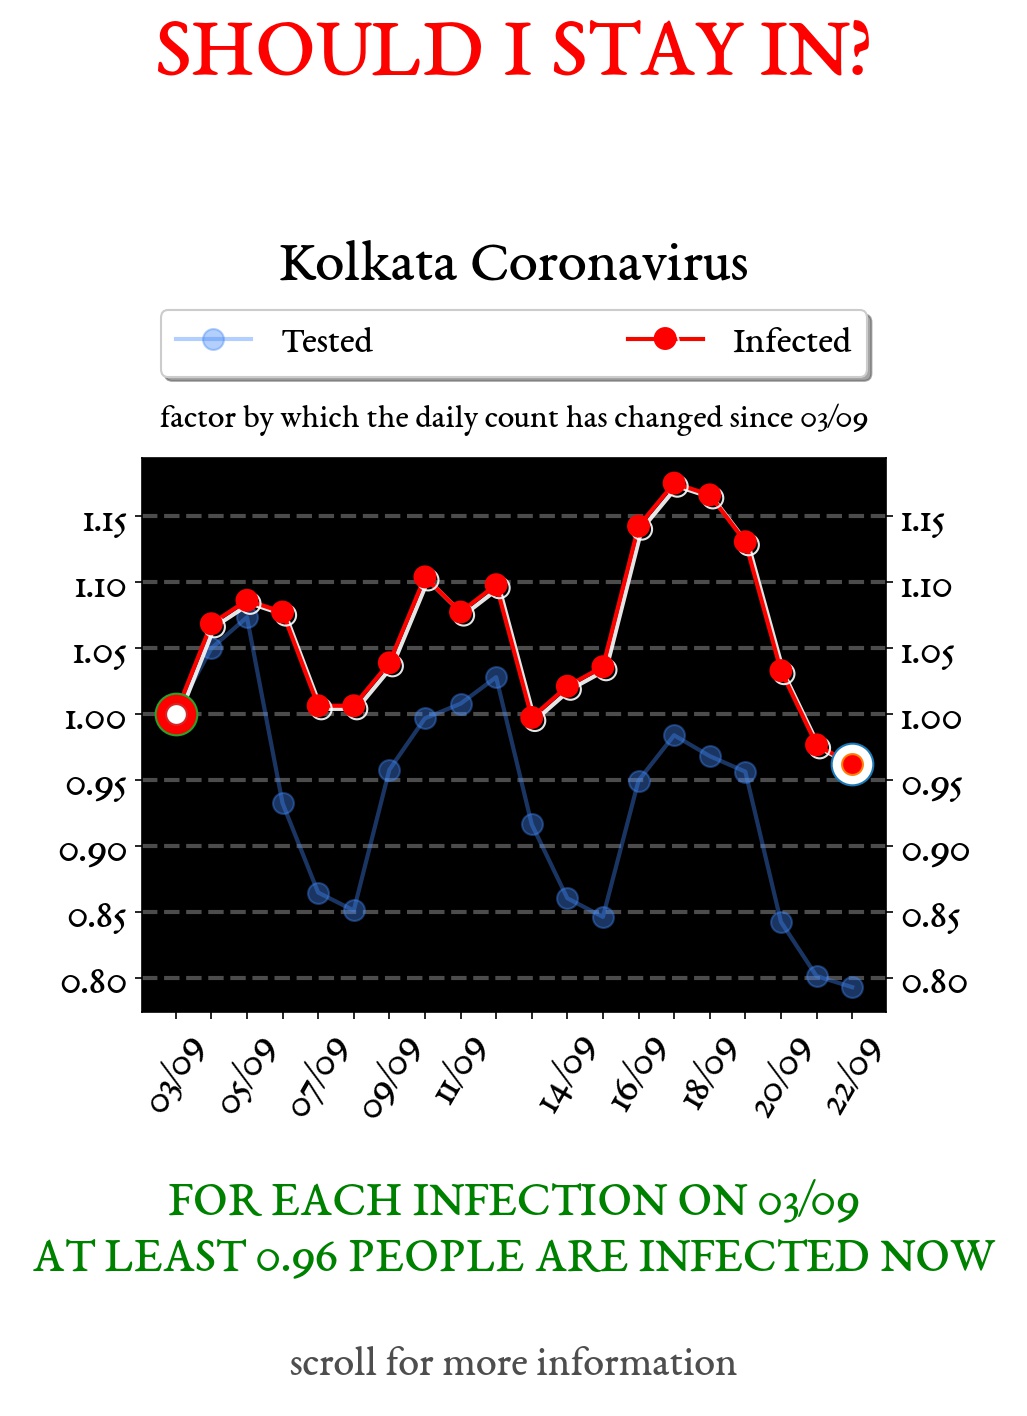 SHOULD I STAY IN?
Kolkata Coronavirus
Tested Infected
factor by which the daily count has changed since 03/09
1.15 1.15
1.10 1.10
1.05 1.05
1.00 1.00
0.95 0.95
0.90 0.90
0.85 0.85
0.80 0.80
03/09 05/09 07/09 09/09 11/09 14/09 16/09 18/09 20/09 22/09
FOR EACH INFECTION ON 03/09
AT LEAST 0.96 PEOPLE ARE INFECTED NOW
scroll for more information